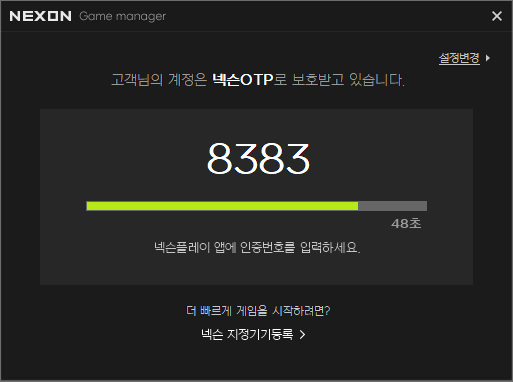 NEXON Game manager
설정변경
고객님의 계정은 넥슨OTP로 보호받고 있습니다.
8383
48초
넥슨플레이 앱에 인증번호를 입력하세요.
더 빠르게 게임을 시작하려면?
넥슨 지정기기등록 >